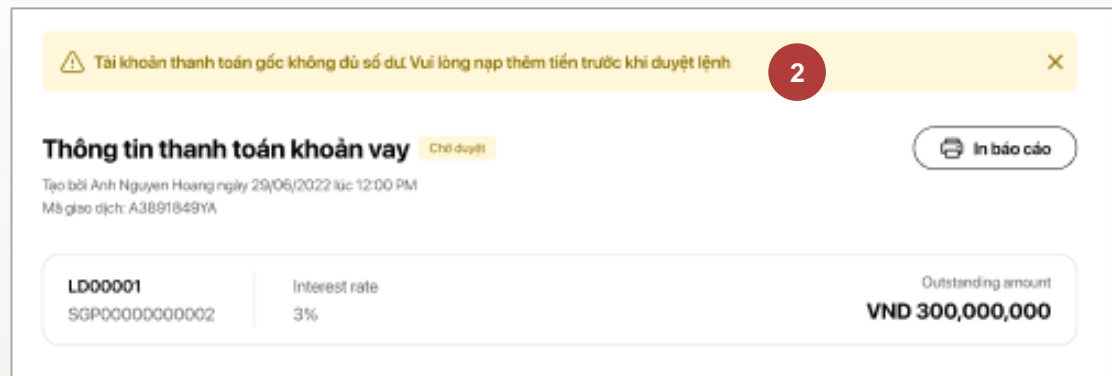 Tài khoản thanh toán gốc không đủ số dư. Vui lòng nạp thêm tiền trước khi duyệt lệnh
2
Thông tin thanh toán khoản vay Chờ duyệt
In báo cáo
Tạo bởi Anh Nguyen Hoang ngày 29/06/2022 lúc 12:00 PM
Mã giao dịch: A3891849YA
LD00001
SGP00000000002
Interest rate
3%
Outstanding amount
VND 300,000,000